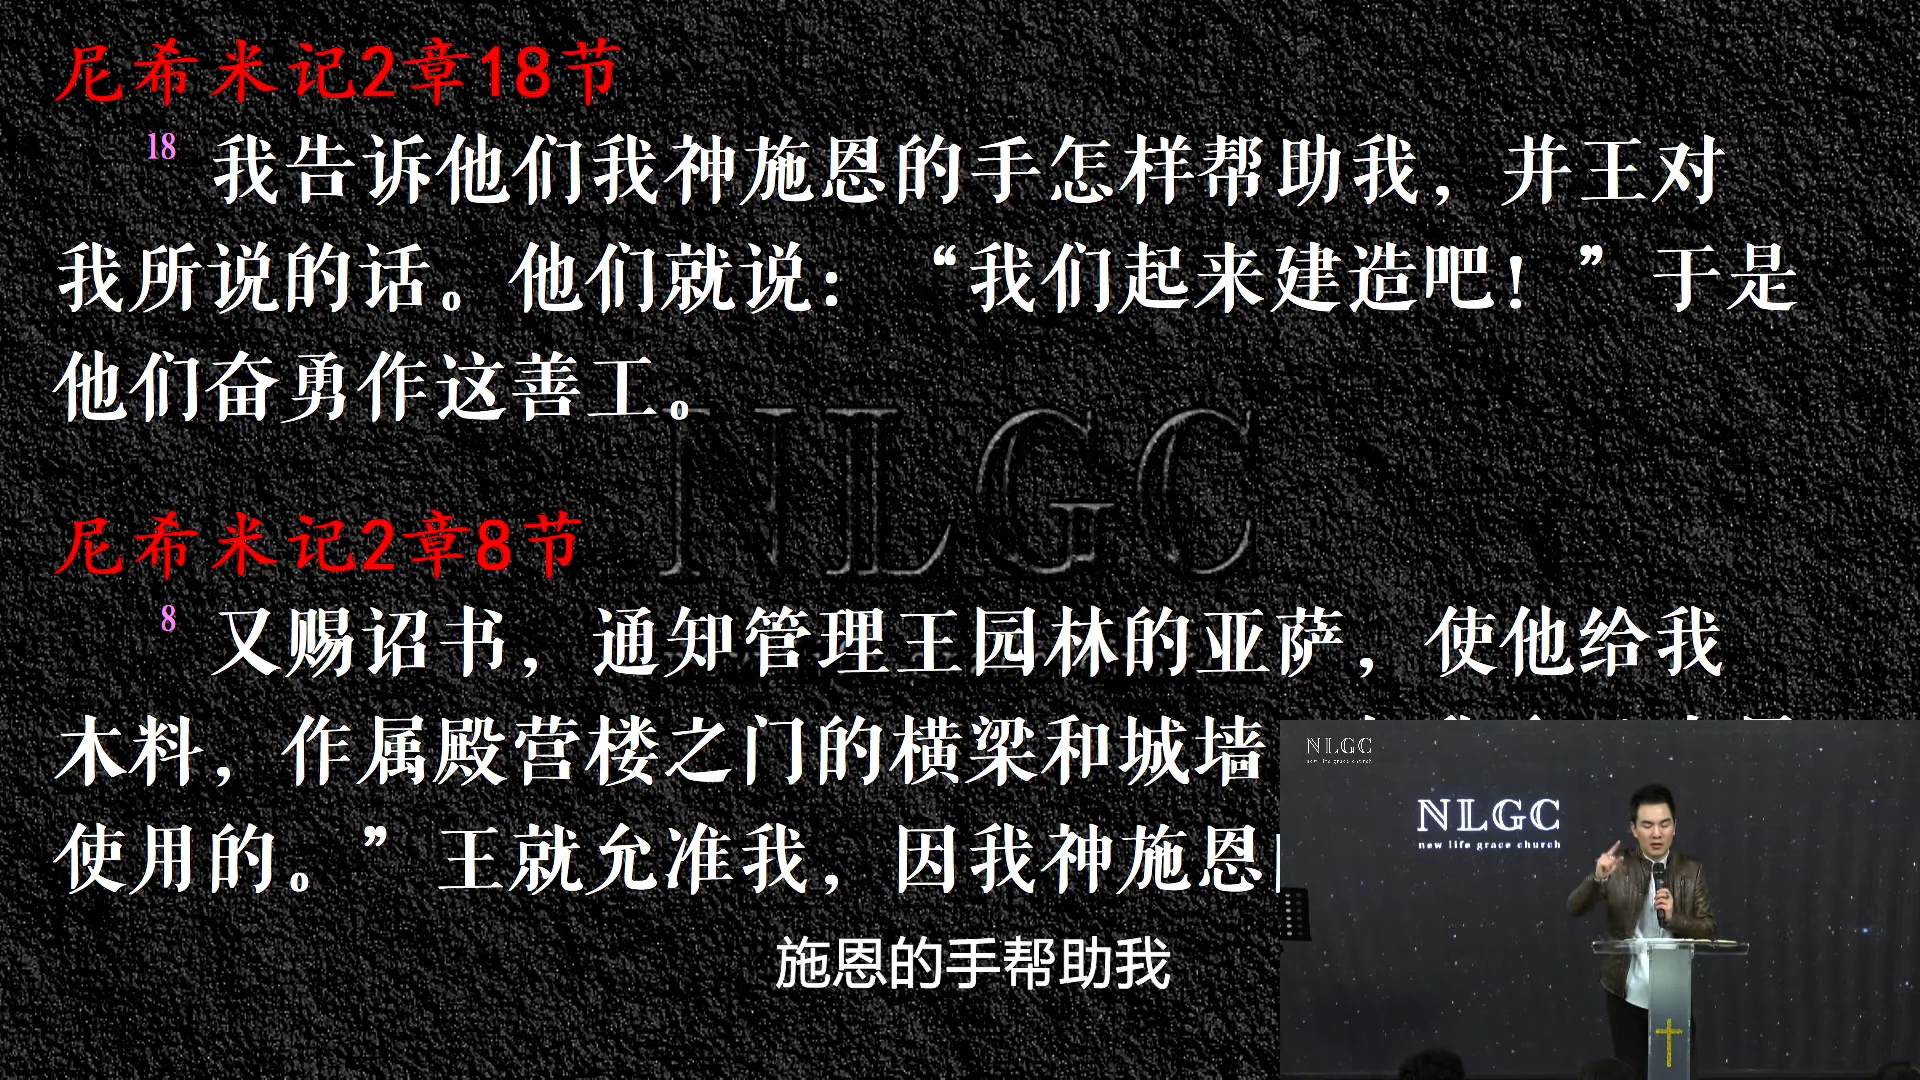 尼希米记2章18节
18 我告诉他们我神施恩的手怎样帮助我，并王对
我所说的话。他们就说：“我们起来建造吧！”于是
他们奋勇作这善工。
NLGC
尼希米记2章8节
8 又赐诏书，通知管理王园林的亚萨，使他给我
木料，作属殿营楼之门的横梁和城墙
使用的。”王就允准我，因我神施恩
施恩的手帮助我
NLGC
new life grace church
NLGC
new life grace church